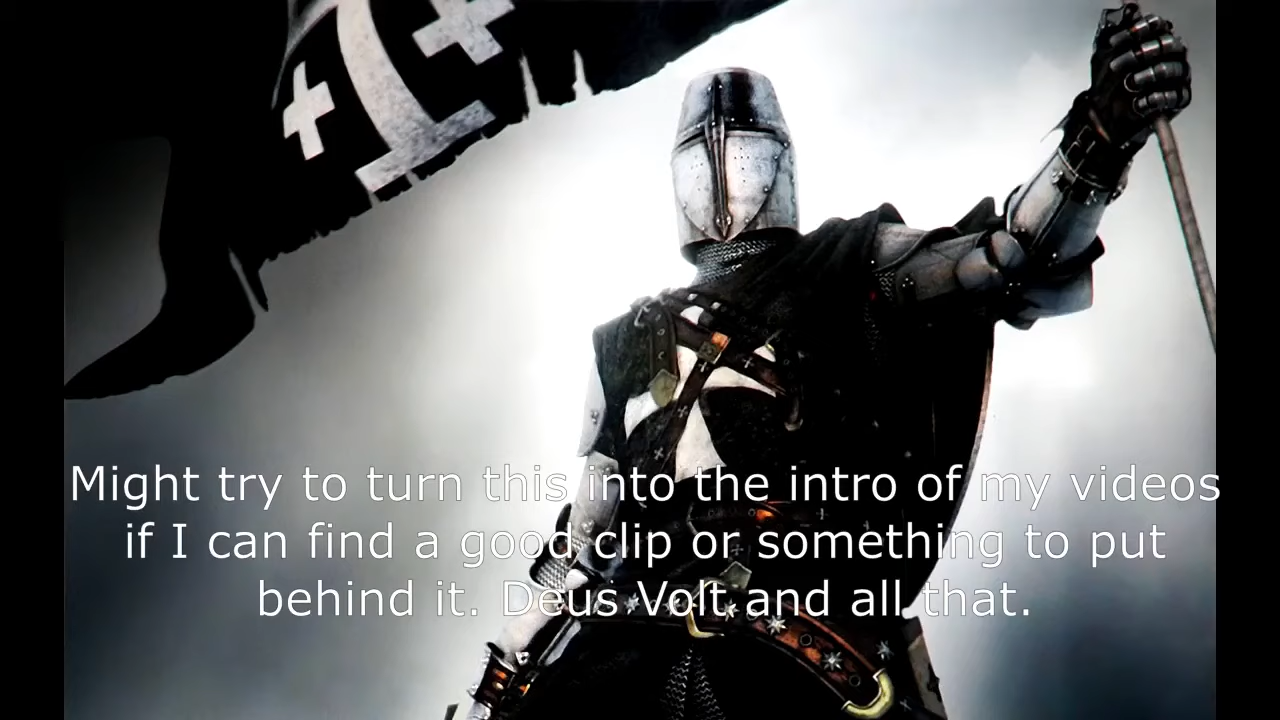 Might try to turn this into the intro of my videos
if I can find a good clip or something to put
behind it. Deus Volt and all that.